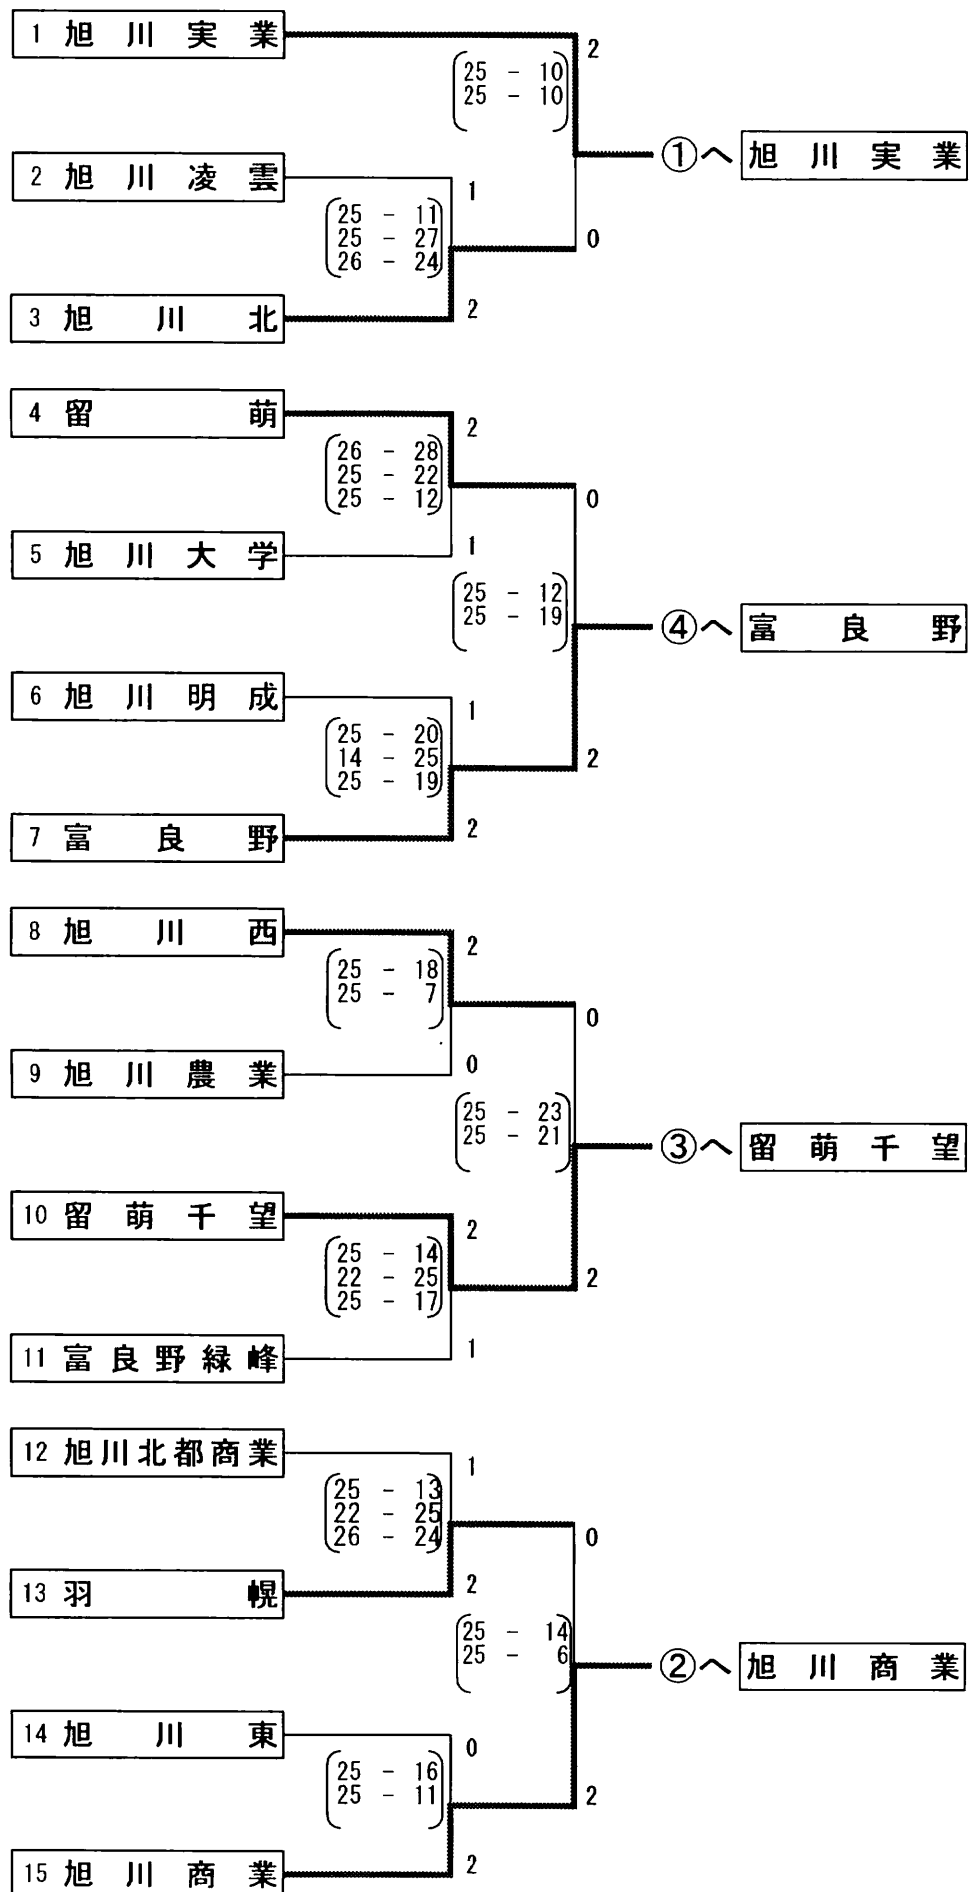 1 旭川実業
2
25 - 10
25 - 10
①へ 旭川実業
2 旭川凌雲
1
25 - 11
25 - 27
26 - 24
0
3 旭川北
2
4 留萌
2
26 - 28
25 - 22
25 - 12
0
5 旭川大学
1
25 - 12
25 - 19
④へ 富良野
6 旭川明成
1
25 - 20
14 - 25
25 - 19
2
7 富良野
2
8 旭川西
2
25 - 18
25 - 7
0
9 旭川農業
0
25 - 23
25 - 21
③へ 留萌千望
10 留萌千望
2
25 - 14
22 - 25
25 - 17
2
11 富良野緑峰
1
12 旭川北都商業
1
25 - 13
22 - 25
26 - 24
0
13 羽幌
2
25 - 14
25 - 6
②へ 旭川商業
14 旭川東
0
25 - 16
25 - 11
2
15 旭川商業
2